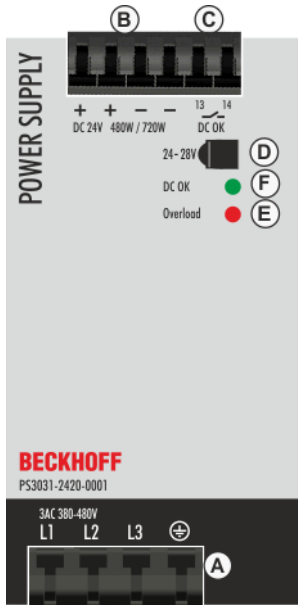 B C
+ + − − 13 14
DC 24V 480W / 720W DC OK
POWER SUPPLY
24-28V D
DC OK F
Overload E
BECKHOFF
PS3031-2420-0001
3AC 380-480V
L1 L2 L3
A